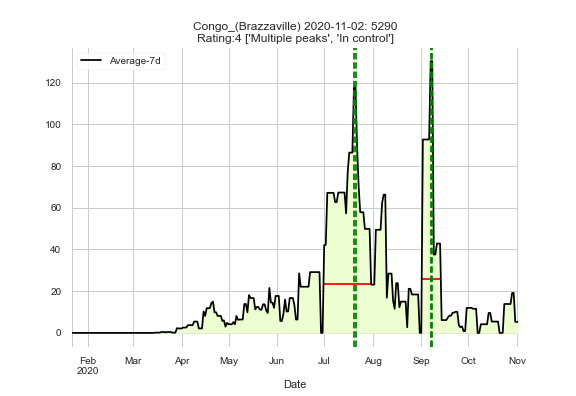 Congo_(Brazzaville) 2020-11-02: 5290
Rating:4 ['Multiple peaks', 'In control']
Average-7d
120
100
80
60
40
20
0
Feb Mar Apr May Jun Jul Aug Sep Oct Nov
2020
Date